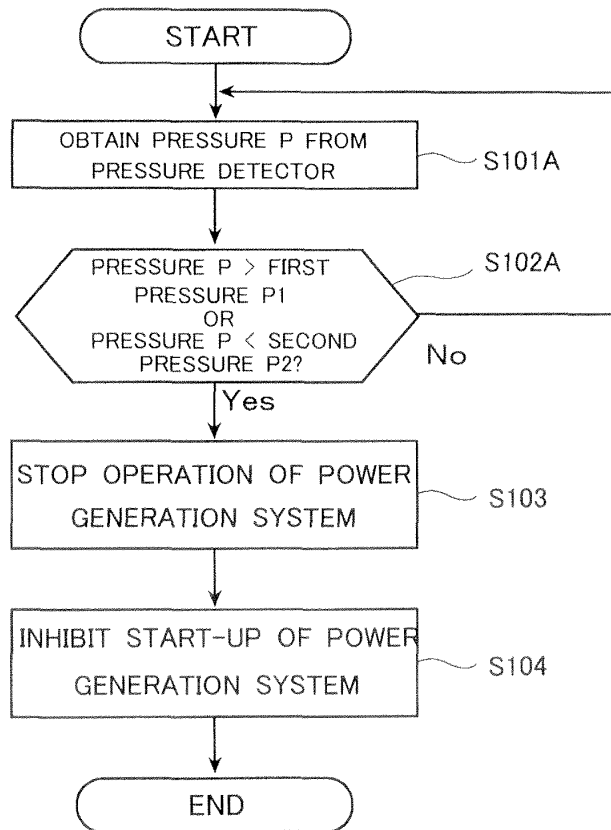 START
OBTAIN PRESSURE P FROM
PRESSURE DETECTOR
S101A
PRESSURE P > FIRST
PRESSURE P1
OR
PRESSURE P < SECOND
PRESSURE P2?
S102A
No
Yes
STOP OPERATION OF POWER
GENERATION SYSTEM
S103
INHIBIT START-UP OF POWER
GENERATION SYSTEM
S104
END